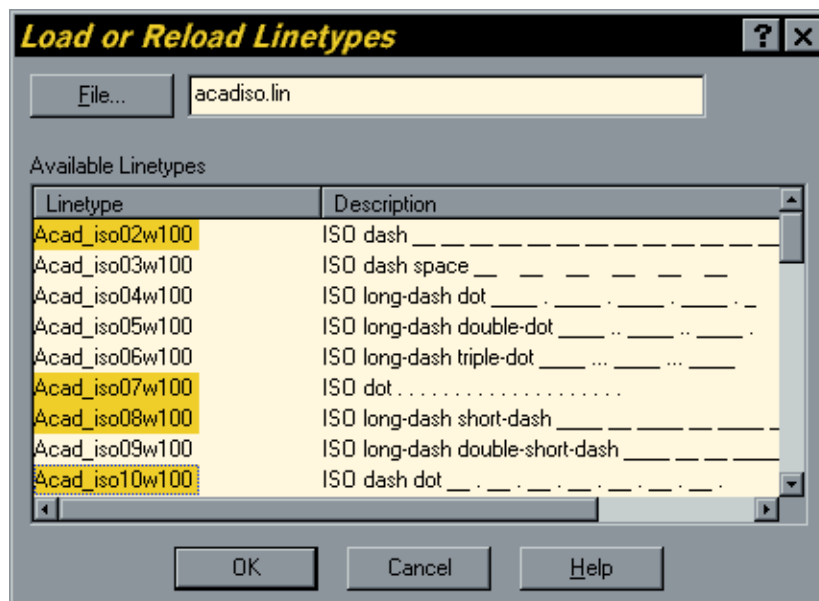 Load or Reload Linetypes ? ×
File... acadiso.lin
Available Linetypes
Linetype Description
Acad_iso02w100 ISO dash __ __ __ __ __ __ __ __ __ __ __ __ __
Acad_iso03w100 ISO dash space __ __ __ __ __ __
Acad_iso04w100 ISO long-dash dot ____ . ____ . ____ . ____ . _
Acad_iso05w100 ISO long-dash double-dot ____ .. ____ .. ____ .
Acad_iso06w100 ISO long-dash triple-dot ____ ... ____ ... ____
Acad_iso07w100 ISO dot . . . . . . . . . . . . . . . . . . . .
Acad_iso08w100 ISO long-dash short-dash ____ __ ____ __ ____ __
Acad_iso09w100 ISO long-dash double-short-dash ____ __ __ ____
Acad_iso10w100 ISO dash dot __ . __ . __ . __ . __ . __ . __ .
OK Cancel Help